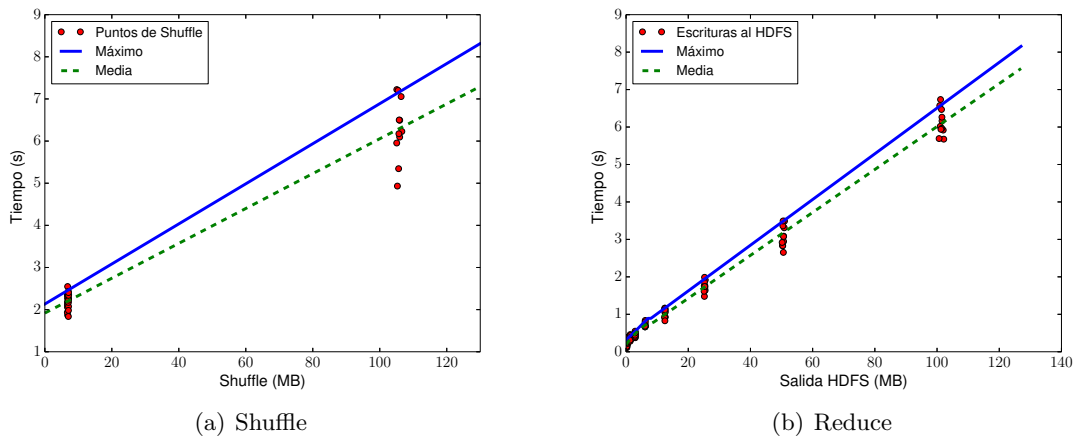 9
8
7
6
5
4
3
2
1
Tiempo (s)
Puntos de Shuffle
Máximo
Media
0 20 40 60 80 100 120
Shuffle (MB)
(a) Shuffle
9
8
7
6
5
4
3
2
1
0
Tiempo (s)
Escrituras al HDFS
Máximo
Media
0 20 40 60 80 100 120 140
Salida HDFS (MB)
(b) Reduce